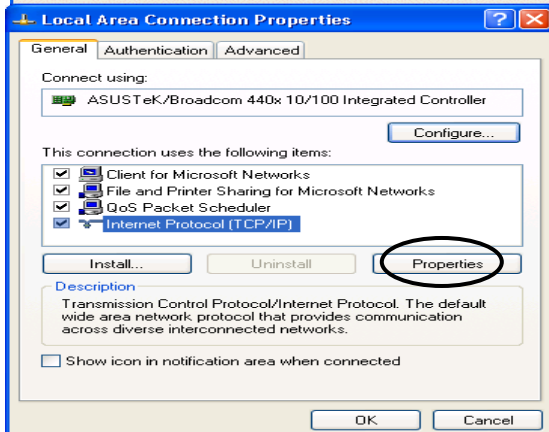 Local Area Connection Properties
General Authentication Advanced
Connect using:
ASUSTeK/Broadcom 440x 10/100 Integrated Controller
Configure...
This connection uses the following items:
Client for Microsoft Networks
File and Printer Sharing for Microsoft Networks
QoS Packet Scheduler
Internet Protocol (TCP/IP)
Install... Uninstall Properties
Description
Transmission Control Protocol/Internet Protocol. The default
wide area network protocol that provides communication
across diverse interconnected networks.
Show icon in notification area when connected
OK Cancel